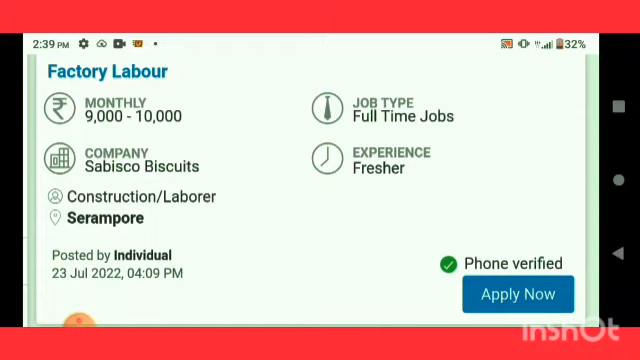 2:39 PM
32%
Factory Labour
MONTHLY
9,000 - 10,000
JOB TYPE
Full Time Jobs
COMPANY
Sabisco Biscuits
EXPERIENCE
Fresher
Construction/Laborer
Serampore
Posted by Individual
23 Jul 2022, 04:09 PM
Phone verified
Apply Now
inshot